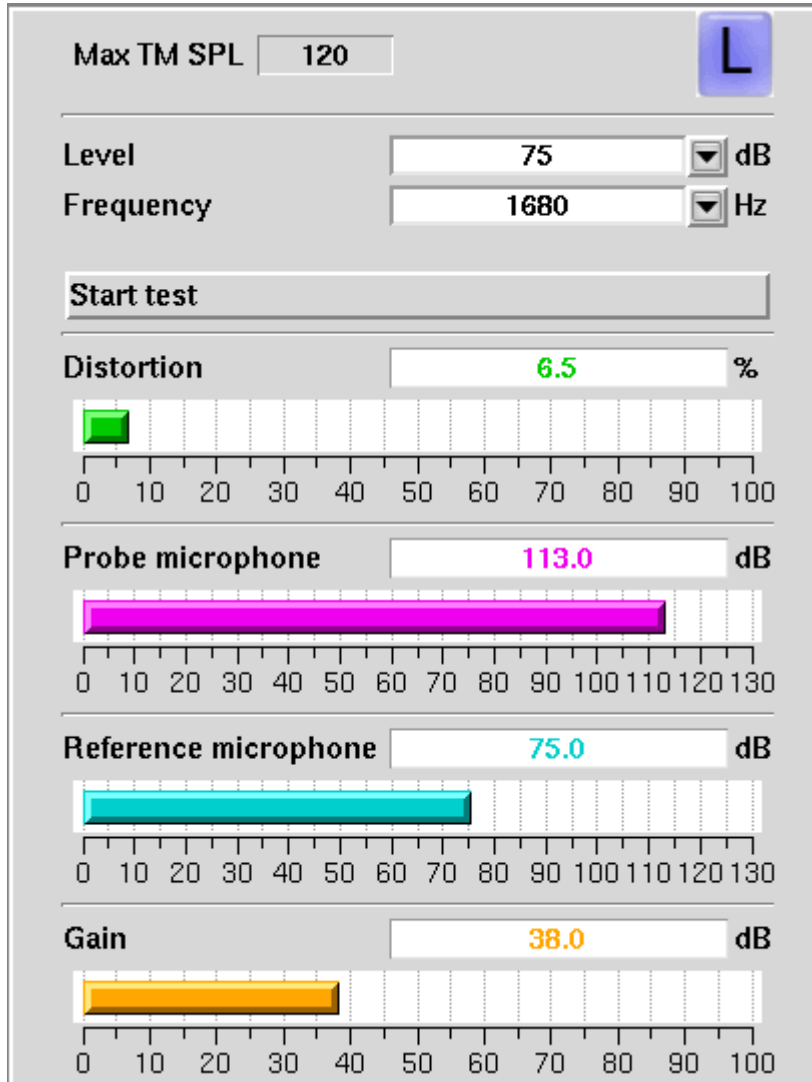 Max TM SPL 120 L
Level 75 dB
Frequency 1680 Hz
Start test
Distortion 6.5 %
0 10 20 30 40 50 60 70 80 90 100
Probe microphone 113.0 dB
0 10 20 30 40 50 60 70 80 90 100 110 120 130
Reference microphone 75.0 dB
0 10 20 30 40 50 60 70 80 90 100 110 120 130
Gain 38.0 dB
0 10 20 30 40 50 60 70 80 90 100